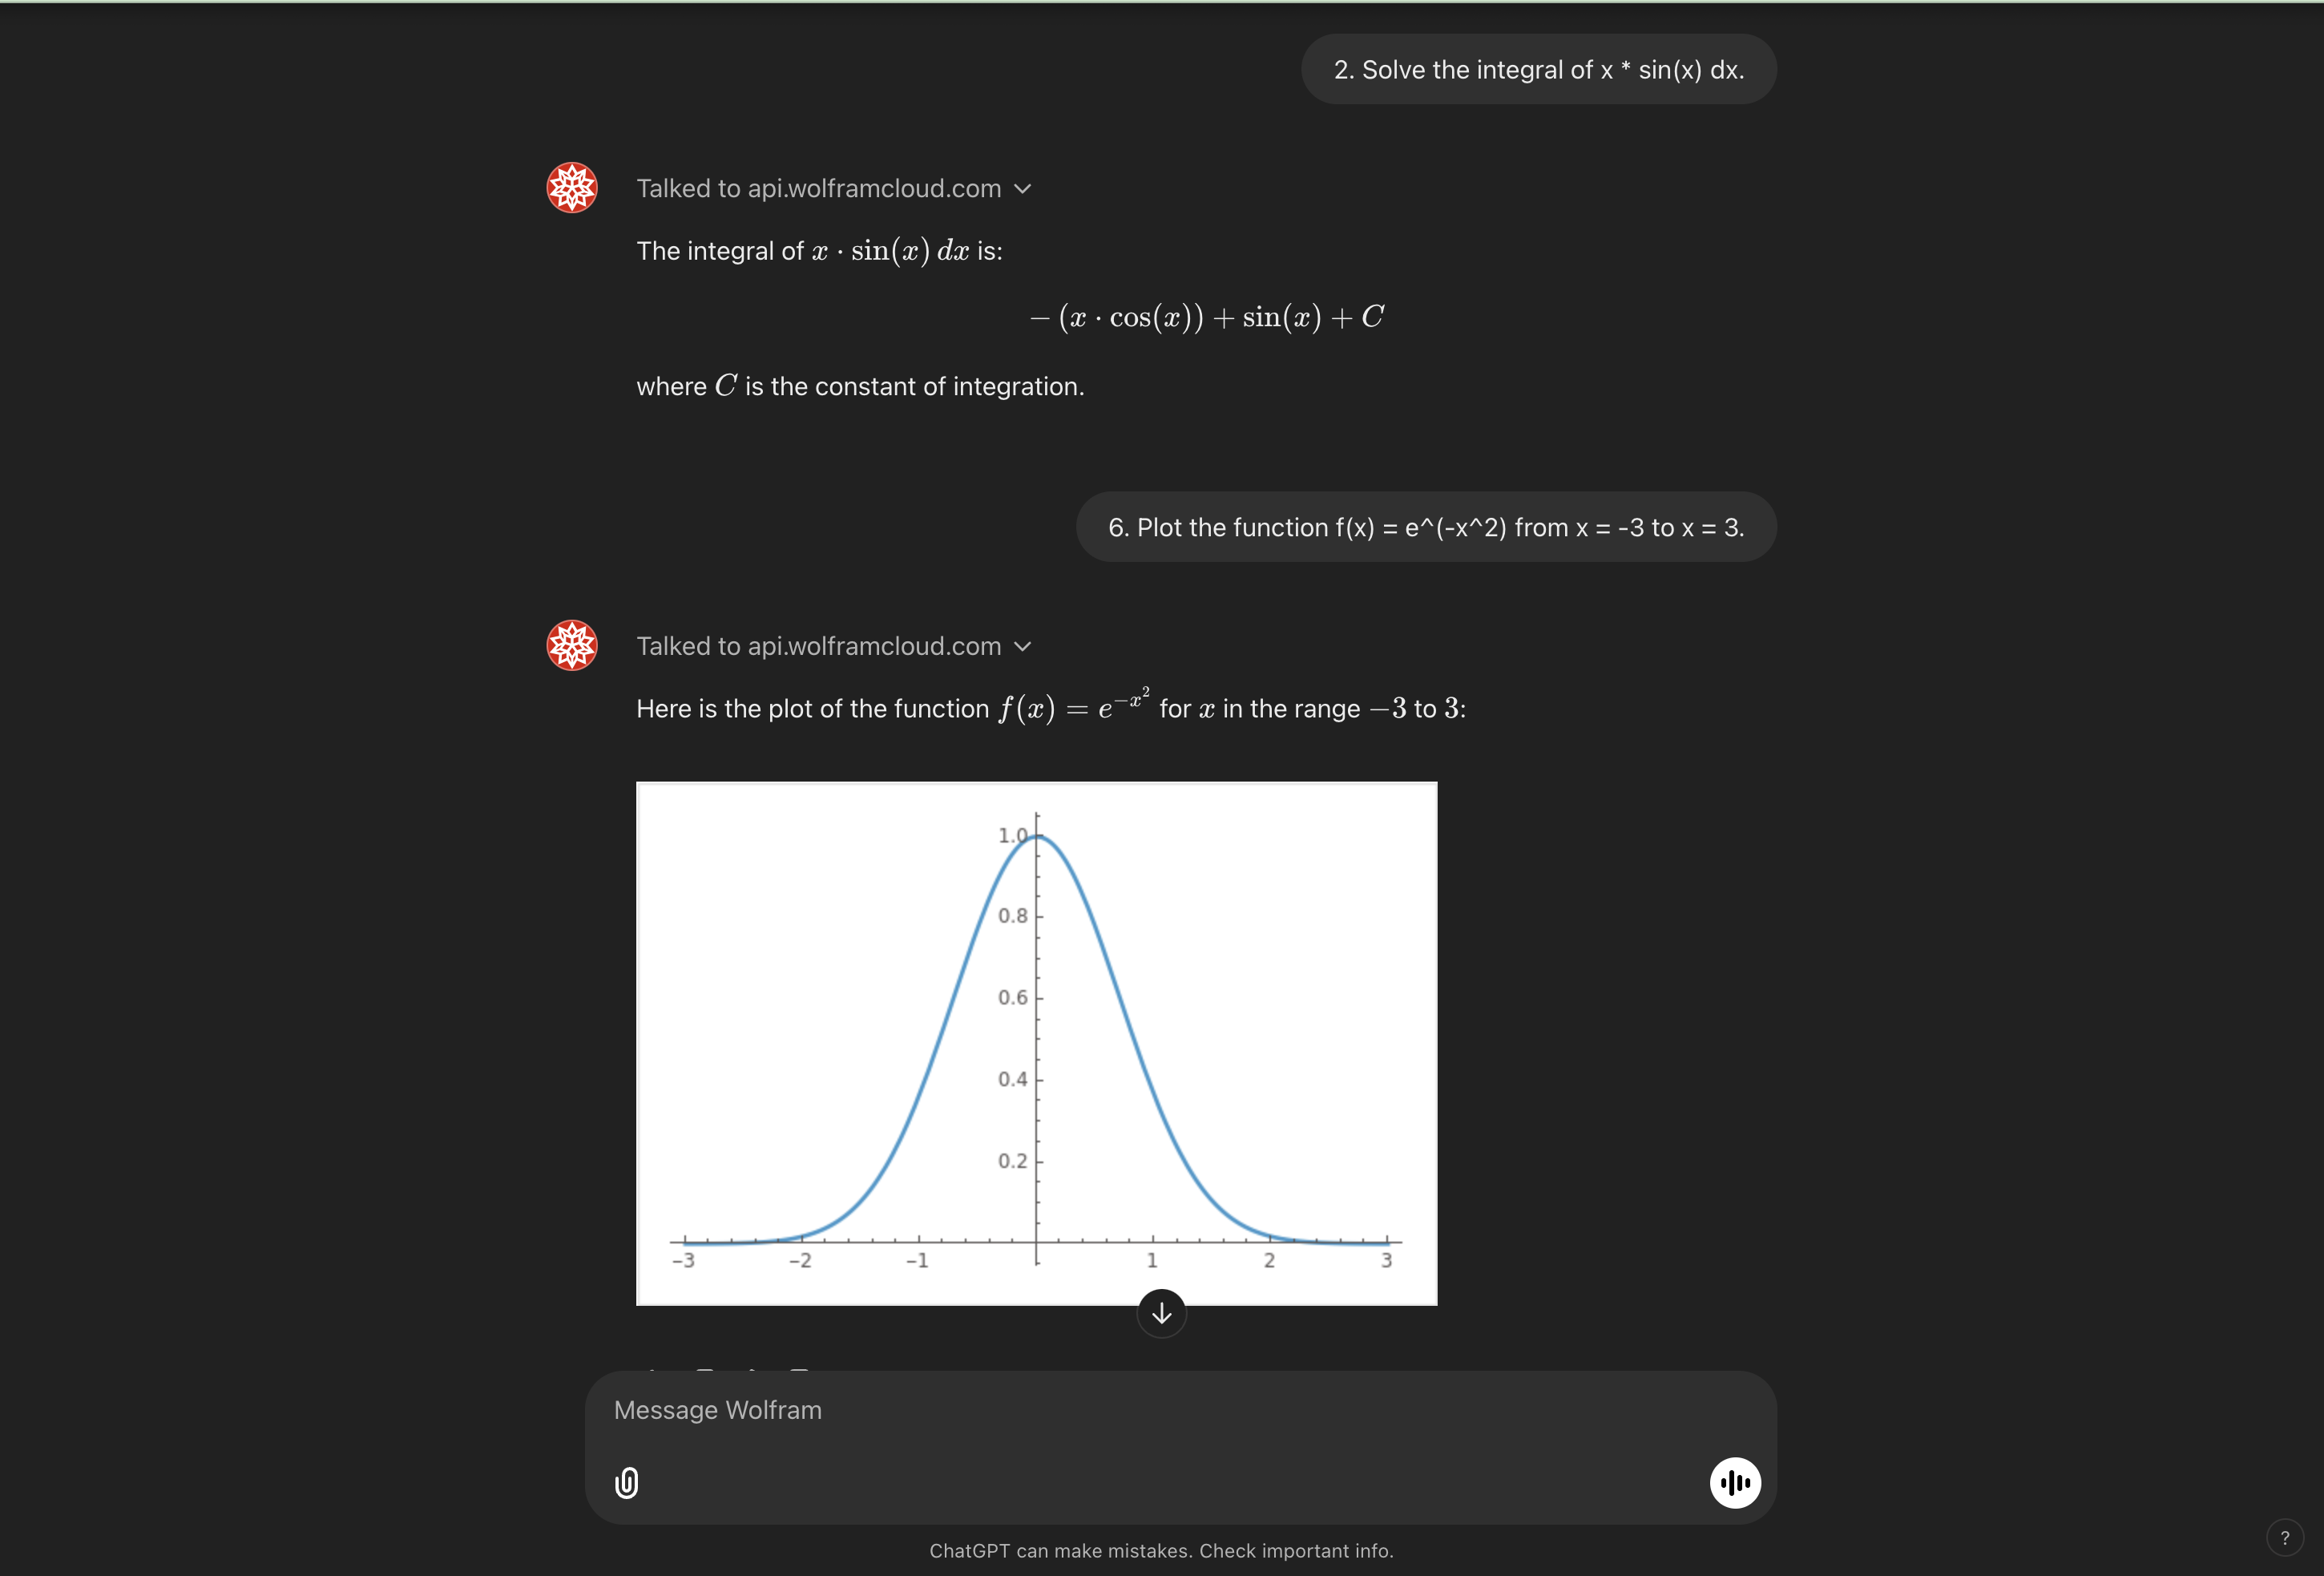 2. Solve the integral of x * sin(x) dx.
Talked to api.wolframcloud.com
The integral of x · sin(x) dx is:
− (x · cos(x)) + sin(x) + C
where C is the constant of integration.
6. Plot the function f(x) = e^(-x^2) from x = -3 to x = 3.
Talked to api.wolframcloud.com
Here is the plot of the function f(x) = e^{−x^2} for x in the range −3 to 3:
1.0
0.8
0.6
0.4
0.2
−3 −2 −1 1 2 3
Message Wolfram
ChatGPT can make mistakes. Check important info.
?